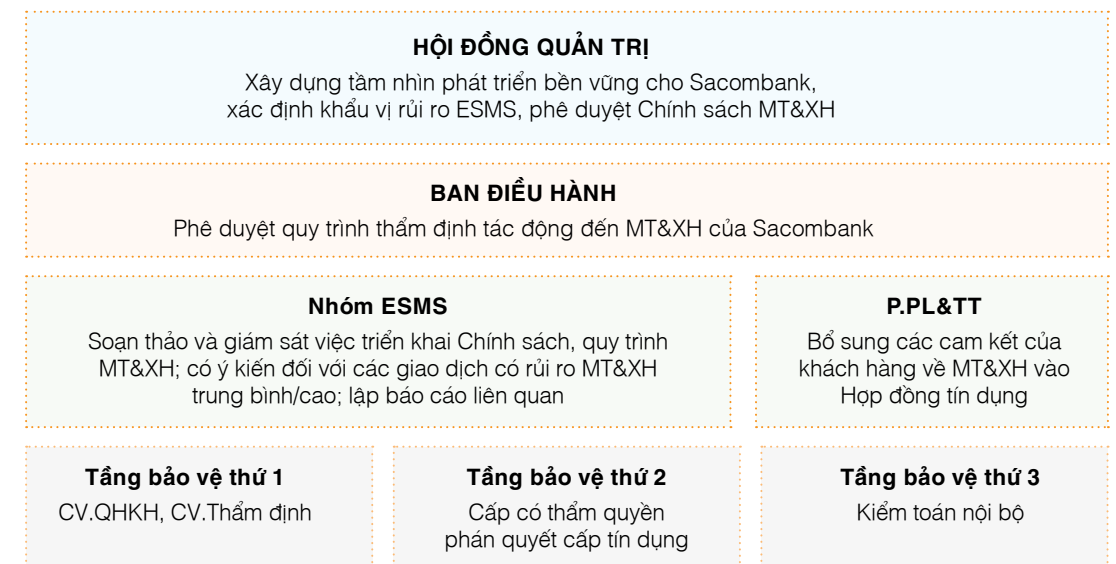 HỘI ĐỒNG QUẢN TRỊ
Xây dựng tầm nhìn phát triển bền vững cho Sacombank,
xác định khẩu vị rủi ro ESMS, phê duyệt Chính sách MT&XH
BAN ĐIỀU HÀNH
Phê duyệt quy trình thẩm định tác động đến MT&XH của Sacombank
Nhóm ESMS
Soạn thảo và giám sát việc triển khai Chính sách, quy trình
MT&XH; có ý kiến đối với các giao dịch có rủi ro MT&XH
trung bình/cao; lập báo cáo liên quan
P.PL&TT
Bổ sung các cam kết của
khách hàng về MT&XH vào
Hợp đồng tín dụng
Tầng bảo vệ thứ 1
CV.QHKH, CV.Thẩm định
Tầng bảo vệ thứ 2
Cấp có thẩm quyền
phán quyết cấp tín dụng
Tầng bảo vệ thứ 3
Kiểm toán nội bộ